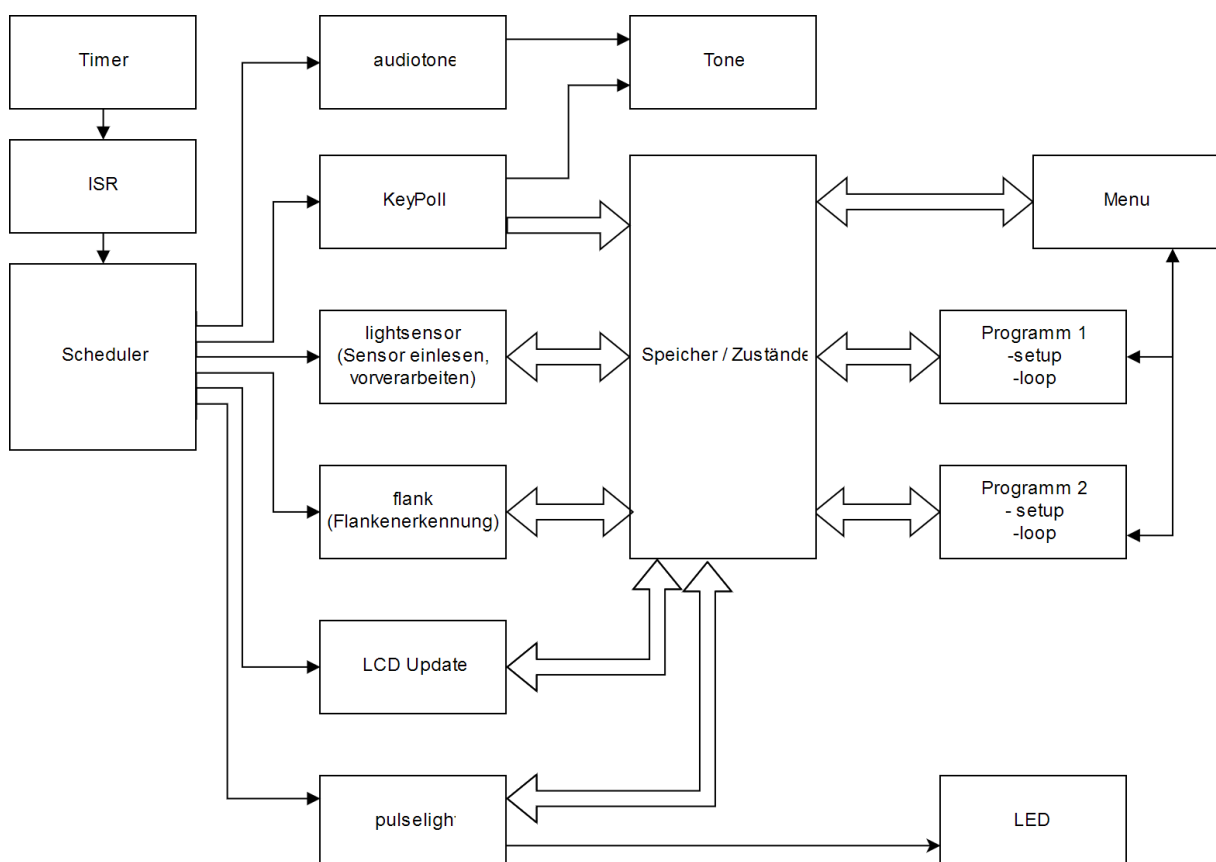 Timer
audiotone
Tone
ISR
KeyPoll
Menu
Scheduler
lightsensor
(Sensor einlesen,
vorverarbeiten)
Speicher / Zustände
Programm 1
-setup
-loop
flank
(Flankenerkennung)
Programm 2
- setup
-loop
LCD Update
pulselight
LED